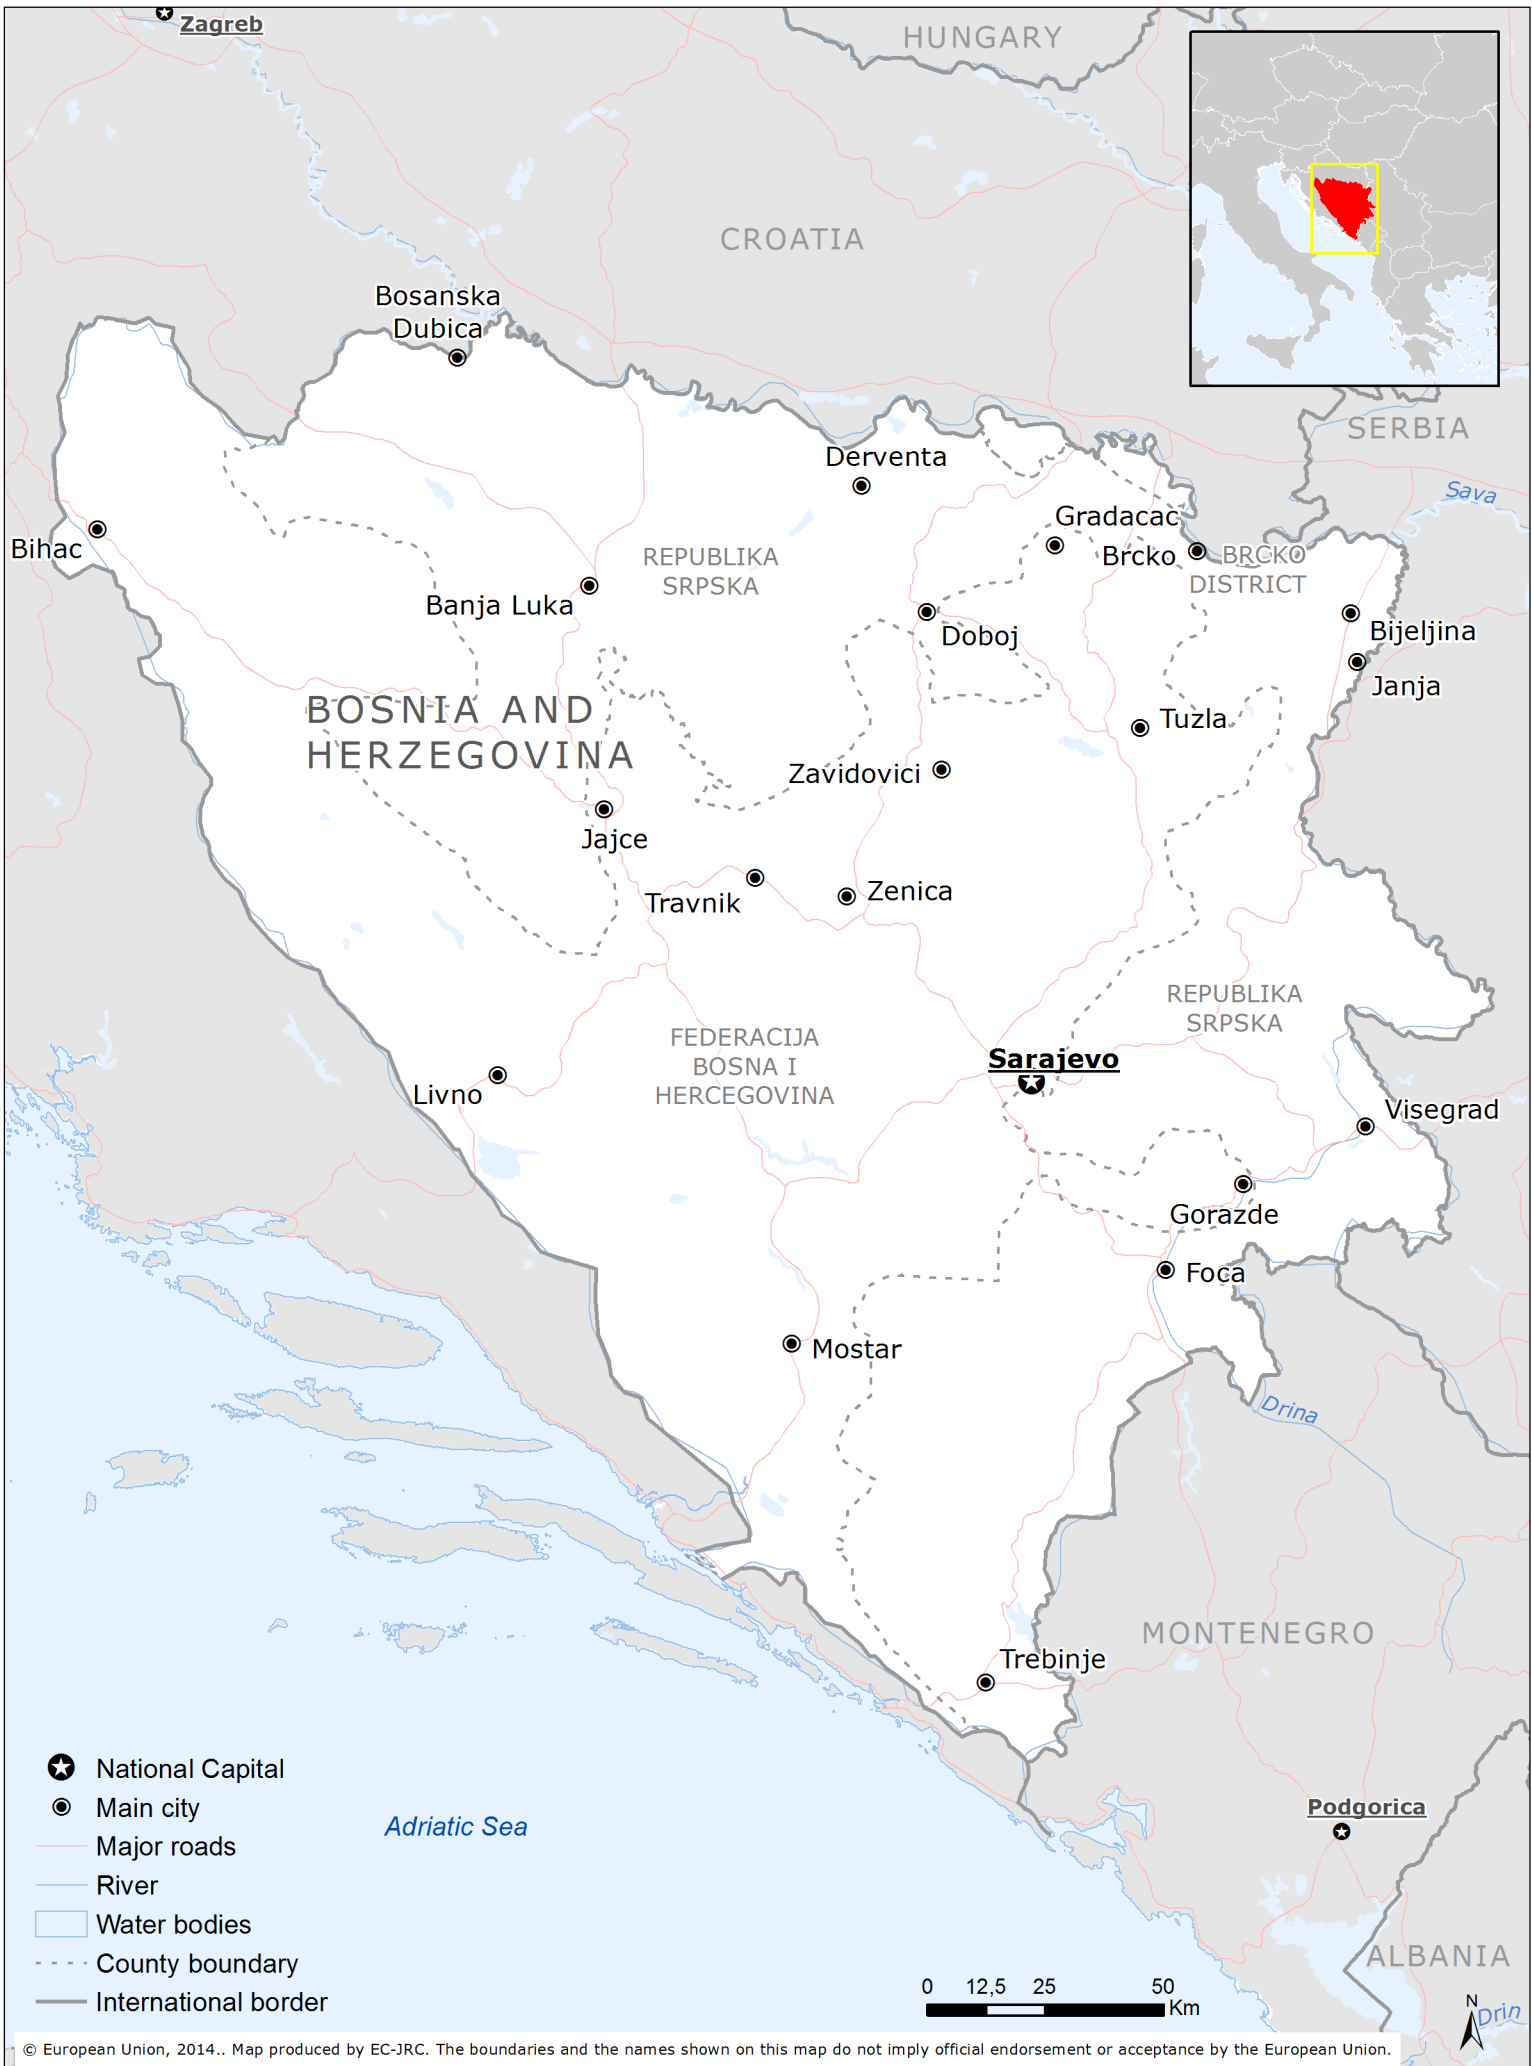 Zagreb
HUNGARY
CROATIA
Bosanska
Dubica
SERBIA
Derventa
Sava
Gradacac
Bihac
Brcko
BRCKO
DISTRICT
REPUBLIKA
SRPSKA
Banja Luka
Doboj
Bijeljina
Janja
BOSNIA AND
HERZEGOVINA
Tuzla
Zavidovici
Jajce
Travnik
Zenica
REPUBLIKA
SRPSKA
FEDERACIJA
BOSNA I
HERCEGOVINA
Sarajevo
Livno
Visegrad
Gorazde
Foca
Mostar
Drina
MONTENEGRO
Trebinje
National Capital
Main city
Major roads
River
Water bodies
County boundary
International border
Adriatic Sea
Podgorica
ALBANIA
0 12,5 25 50
Km
N
Drin
© European Union, 2014.. Map produced by EC-JRC. The boundaries and the names shown on this map do not imply official endorsement or acceptance by the European Union.